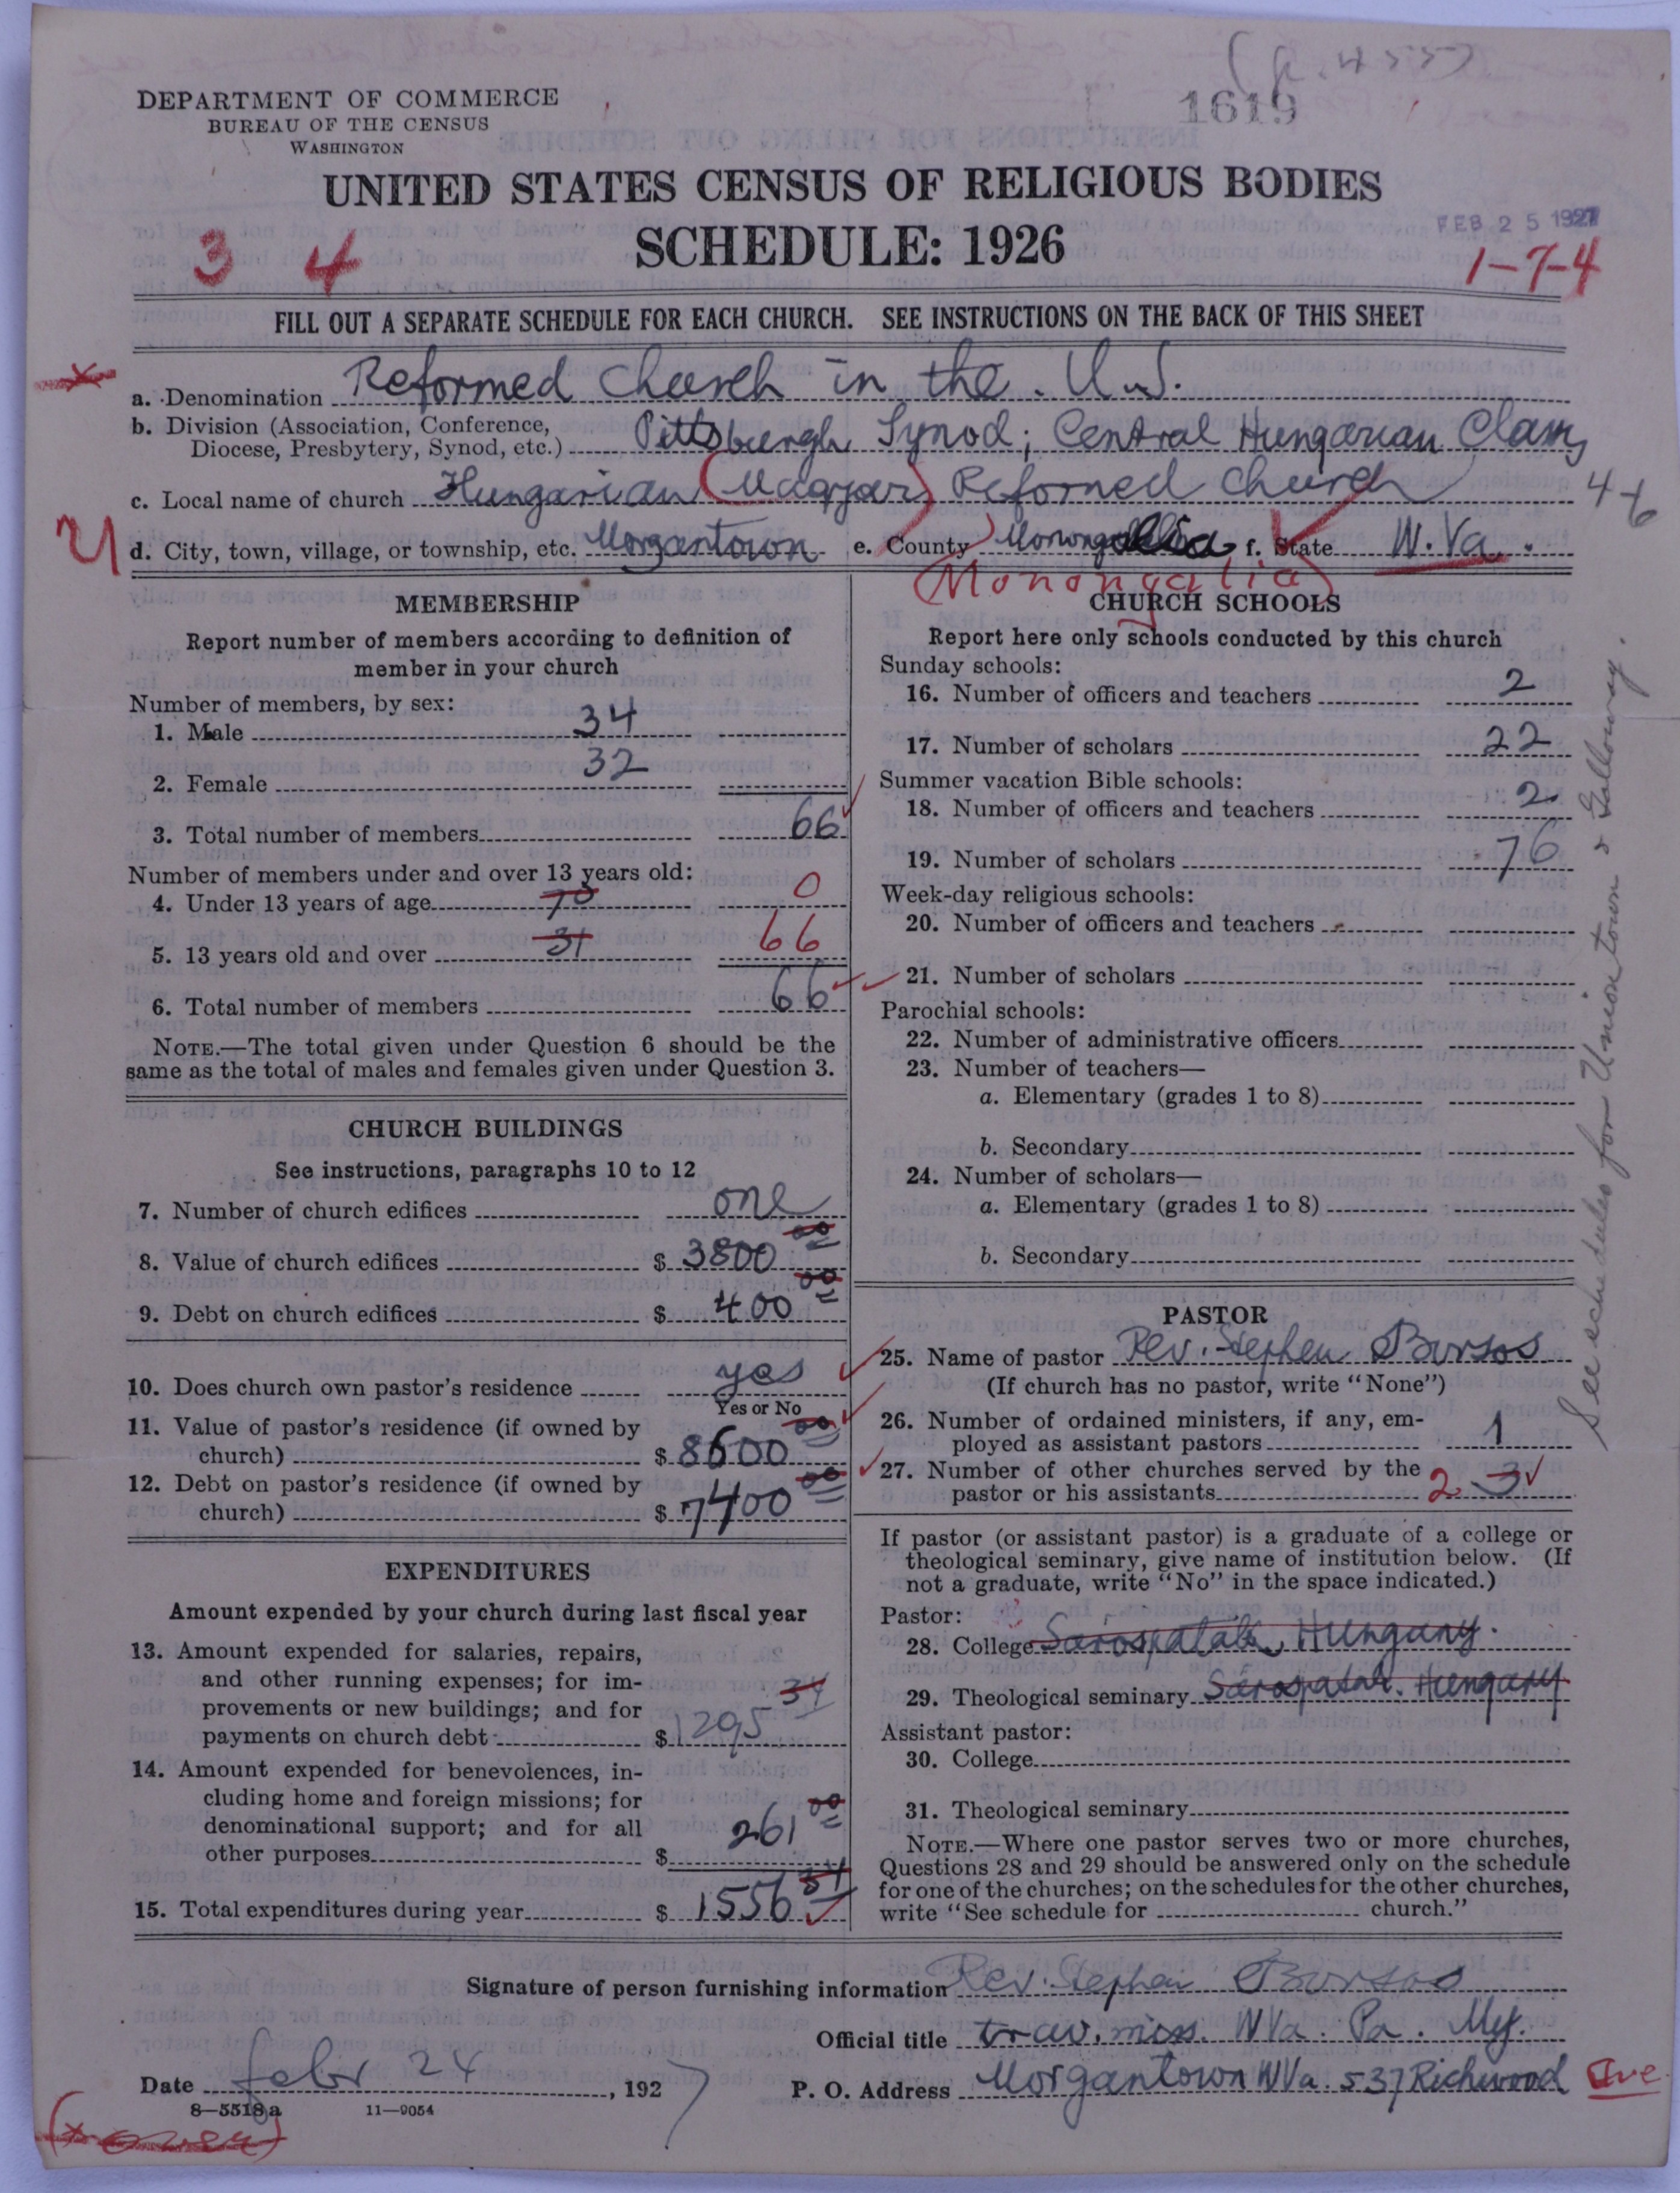 (p. 455)
DEPARTMENT OF COMMERCE
BUREAU OF THE CENSUS
WASHINGTON
1619
UNITED STATES CENSUS OF RELIGIOUS BODIES
SCHEDULE: 1926
FEB 25 1927
3 4
1-7-4
FILL OUT A SEPARATE SCHEDULE FOR EACH CHURCH. SEE INSTRUCTIONS ON THE BACK OF THIS SHEET
a. Denomination Reformed Church in the U.S.
b. Division (Association, Conference, Diocese, Presbytery, Synod, etc.) Pittsburgh Synod; Central Hungarian Classis
c. Local name of church Hungarian (Magyar) Reformed Church
d. City, town, village, or township, etc. Morgantown e. County Monongalia f. State W. Va.
(Monongalia)
MEMBERSHIP
Report number of members according to definition of
member in your church
Number of members, by sex:
1. Male 34
2. Female 32
3. Total number of members 66
Number of members under and over 13 years old:
4. Under 13 years of age 0
5. 13 years old and over 31 66
6. Total number of members 66
NOTE.—The total given under Question 6 should be the
same as the total of males and females given under Question 3.
CHURCH BUILDINGS
See instructions, paragraphs 10 to 12
7. Number of church edifices one
8. Value of church edifices $ 3800 00
9. Debt on church edifices $ 400 00
10. Does church own pastor's residence yes
Yes or No
11. Value of pastor's residence (if owned by
church) $ 8600 00
12. Debt on pastor's residence (if owned by
church) $ 7400 00
EXPENDITURES
Amount expended by your church during last fiscal year
13. Amount expended for salaries, repairs,
and other running expenses; for im-
provements or new buildings; and for
payments on church debt $ 1295 34
14. Amount expended for benevolences, in-
cluding home and foreign missions; for
denominational support; and for all
other purposes $ 261 00
15. Total expenditures during year $ 1556 34
CHURCH SCHOOLS
Report here only schools conducted by this church
Sunday schools:
16. Number of officers and teachers 2
17. Number of scholars 22
Summer vacation Bible schools:
18. Number of officers and teachers 2
19. Number of scholars 76
Week-day religious schools:
20. Number of officers and teachers
21. Number of scholars
Parochial schools:
22. Number of administrative officers
23. Number of teachers—
a. Elementary (grades 1 to 8)
b. Secondary
24. Number of scholars—
a. Elementary (grades 1 to 8)
b. Secondary
PASTOR
25. Name of pastor Rev. Stephen Borsos
(If church has no pastor, write "None")
26. Number of ordained ministers, if any, em-
ployed as assistant pastors 1
27. Number of other churches served by the
pastor or his assistants 2 3
If pastor (or assistant pastor) is a graduate of a college or
theological seminary, give name of institution below. (If
not a graduate, write "No" in the space indicated.)
Pastor:
28. College Sárospatak, Hungary.
29. Theological seminary Sárospatak. Hungary
Assistant pastor:
30. College
31. Theological seminary
NOTE.—Where one pastor serves two or more churches,
Questions 28 and 29 should be answered only on the schedule
for one of the churches; on the schedules for the other churches,
write "See schedule for church."
See schedules for Uniontown & Galloway.
Signature of person furnishing information Rev. Stephen Borsos
Official title trav. miss. W Va. Pa.
Date Febr 24, 1927
P. O. Address Morgantown W Va. 537 Richwood Ave
8—5518a 11—9054